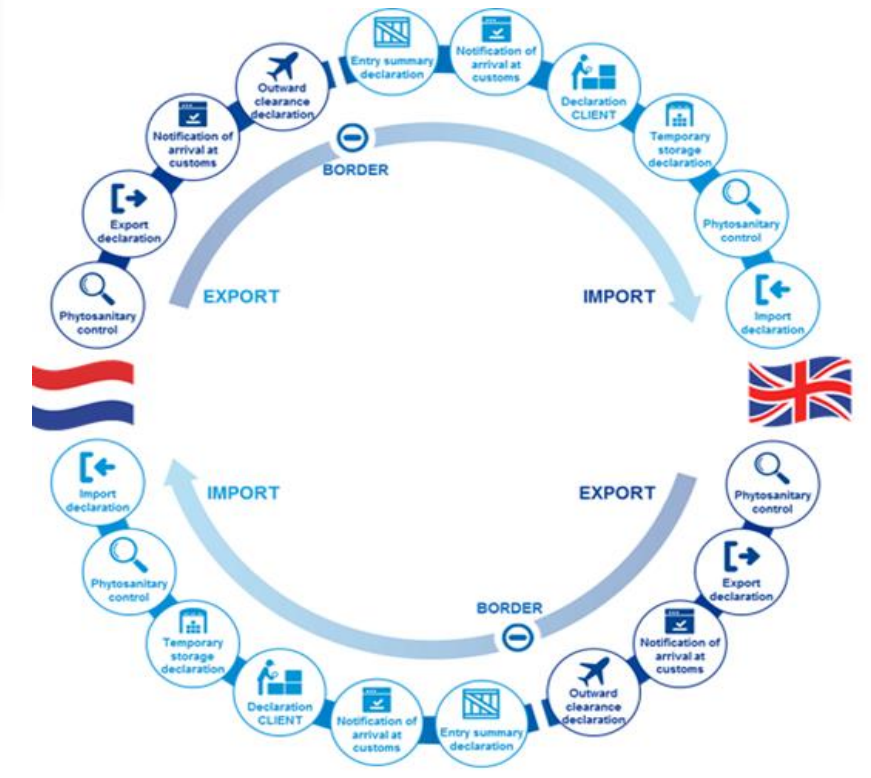 Entry summary
declaration
Notification of
arrival at
customs
Outward
clearance
declaration
Declaration
CLIENT
Notification of
arrival at
customs
Temporary
storage
declaration
BORDER
Export
declaration
Phytosanitary
control
EXPORT
IMPORT
Phytosanitary
control
Import
declaration
Import
declaration
IMPORT
EXPORT
Phytosanitary
control
Phytosanitary
control
Export
declaration
BORDER
Temporary
storage
declaration
Notification of
arrival at
customs
Declaration
CLIENT
Outward
clearance
declaration
Notification of
arrival at
customs
Entry summary
declaration